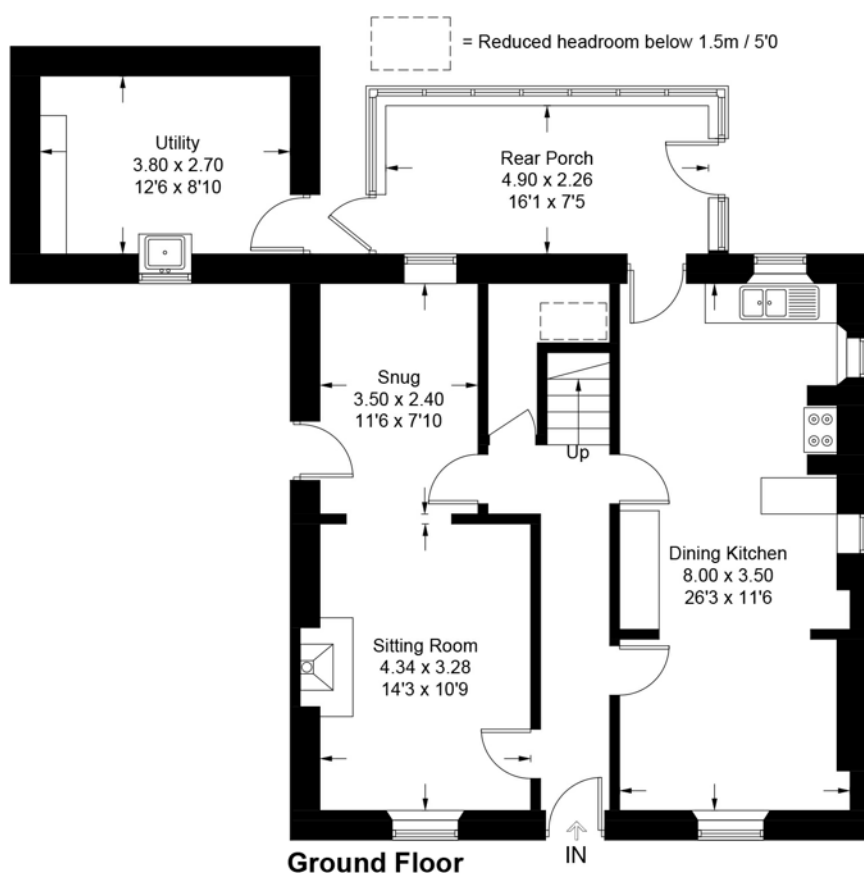 = Reduced headroom below 1.5m / 5'0
Utility
3.80 x 2.70
12'6 x 8'10
Rear Porch
4.90 x 2.26
16'1 x 7'5
Snug
3.50 x 2.40
11'6 x 7'10
Up
Dining Kitchen
8.00 x 3.50
26'3 x 11'6
Sitting Room
4.34 x 3.28
14'3 x 10'9
IN
Ground Floor